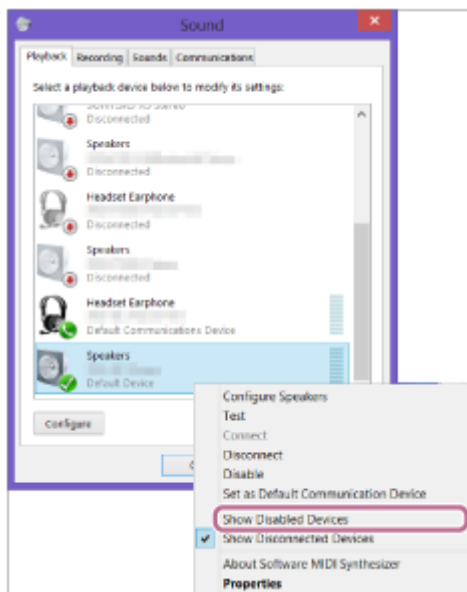 Sound
Playback Recording Sounds Communications
Select a playback device below to modify its settings:
Stereo
Disconnected
Speakers
Disconnected
Headset Earphone
Disconnected
Speakers
Disconnected
Headset Earphone
Default Communications Device
Speakers
Default Device
Configure
Configure Speakers
Test
Connect
Disconnect
Disable
Set as Default Communication Device
Show Disabled Devices
Show Disconnected Devices
About Software MIDI Synthesizer
Properties